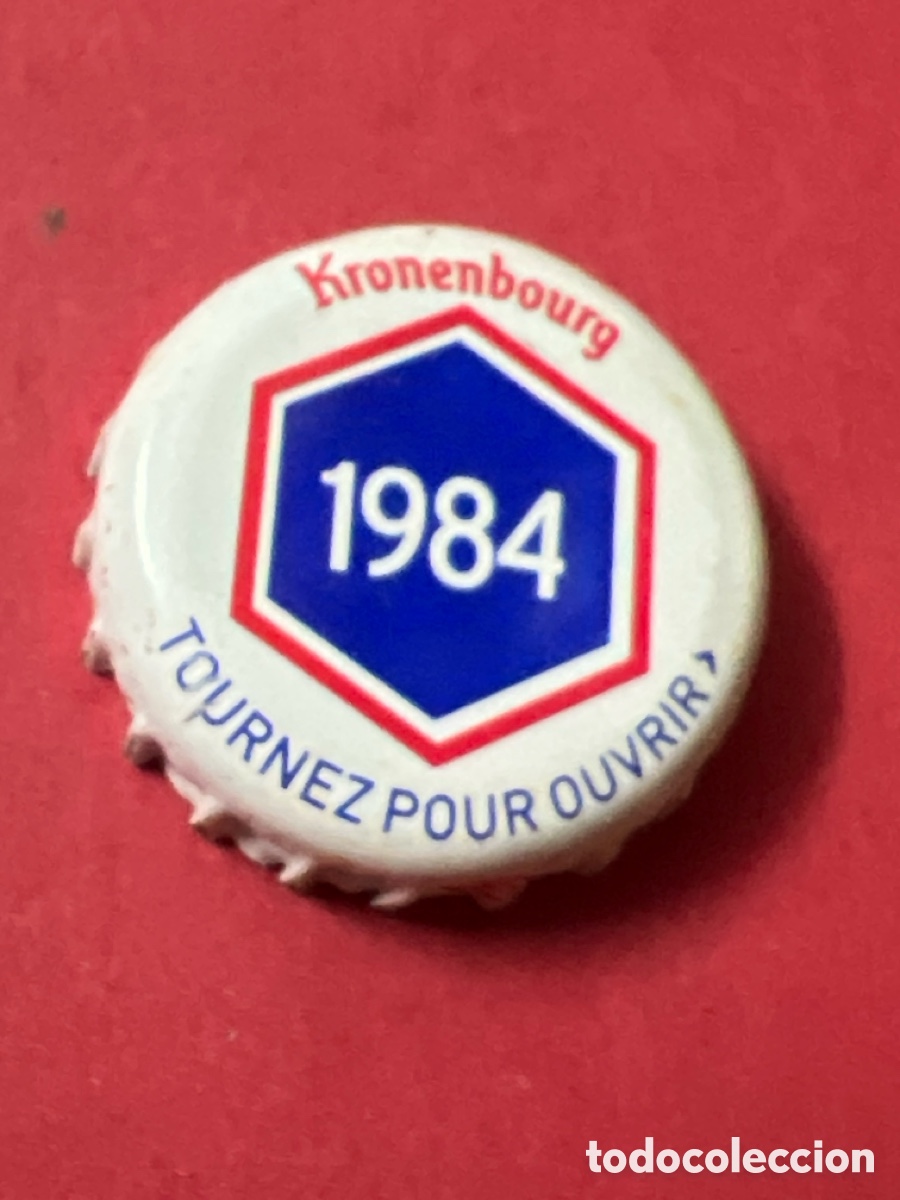 Kronenbourg
1984
TOURNEZ POUR OUVRIR >
todocoleccion